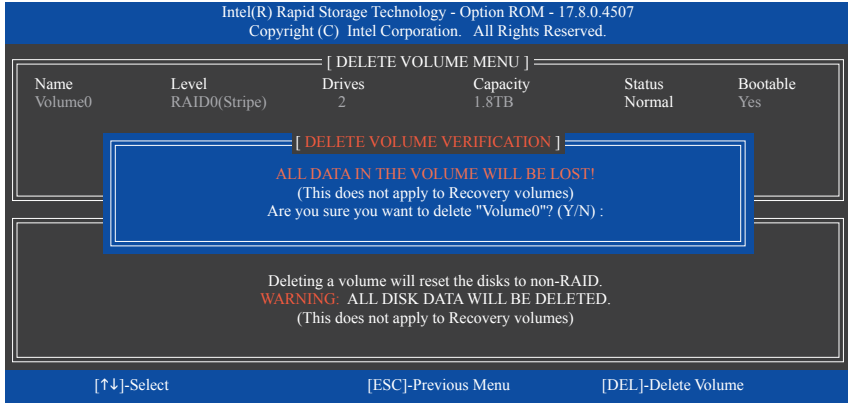 Intel(R) Rapid Storage Technology - Option ROM - 17.8.0.4507
Copyright (C) Intel Corporation. All Rights Reserved.
[ DELETE VOLUME MENU ]
Name Level Drives Capacity Status Bootable
Volume0 RAID0(Stripe) 2 1.8TB Normal Yes
[ DELETE VOLUME VERIFICATION ]
ALL DATA IN THE VOLUME WILL BE LOST!
(This does not apply to Recovery volumes)
Are you sure you want to delete "Volume0"? (Y/N) :
Deleting a volume will reset the disks to non-RAID.
WARNING: ALL DISK DATA WILL BE DELETED.
(This does not apply to Recovery volumes)
[↑↓]-Select [ESC]-Previous Menu [DEL]-Delete Volume